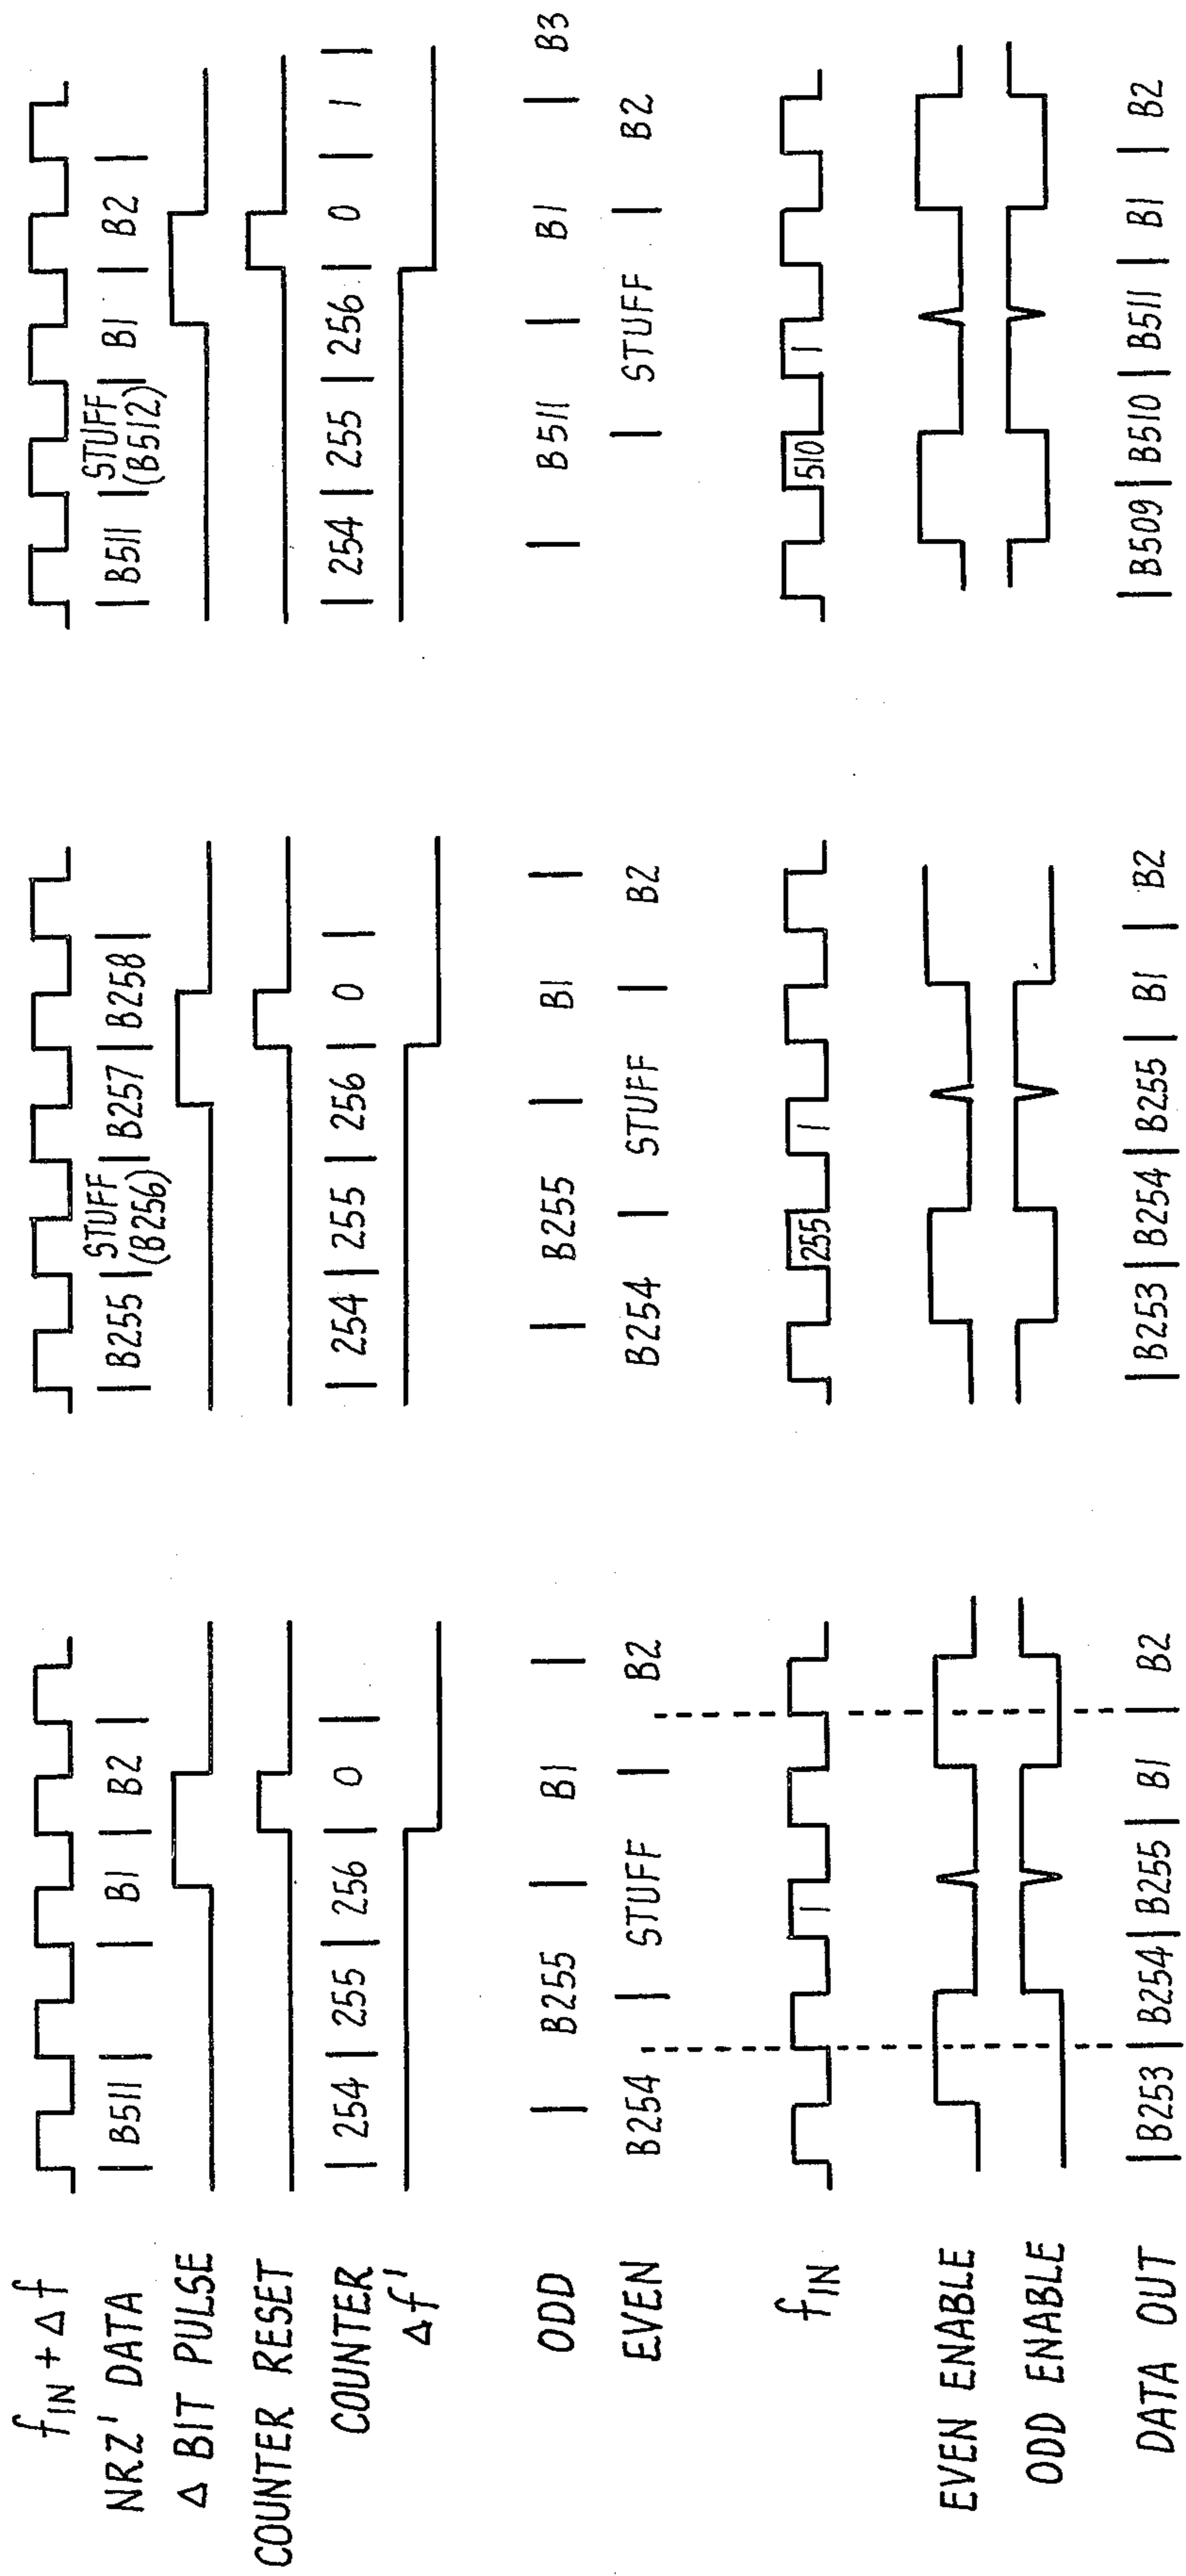 f_IN + Δf
NRZ' DATA | B511 | | B1 | B2 | | B255 | STUFF (B256) | B257 | B258 | | B511 | STUFF (B512) | B1 | B2 |
Δ BIT PULSE
COUNTER RESET
COUNTER | 254 | 255 | 256 | 0 | | 254 | 255 | 256 | 0 | | 254 | 255 | 256 | 0 | 1 |
Δf'
ODD | B255 | B1 | | B255 | B1 | | B511 | B1 | B3
EVEN B254 | STUFF | B2 B254 | STUFF | B2 | STUFF | B2
f_IN 1 255 1 510 1
EVEN ENABLE
ODD ENABLE
DATA OUT | B253 | B254 | B255 | B1 | B2 | B253 | B254 | B255 | B1 | B2 | B509 | B510 | B511 | B1 | B2